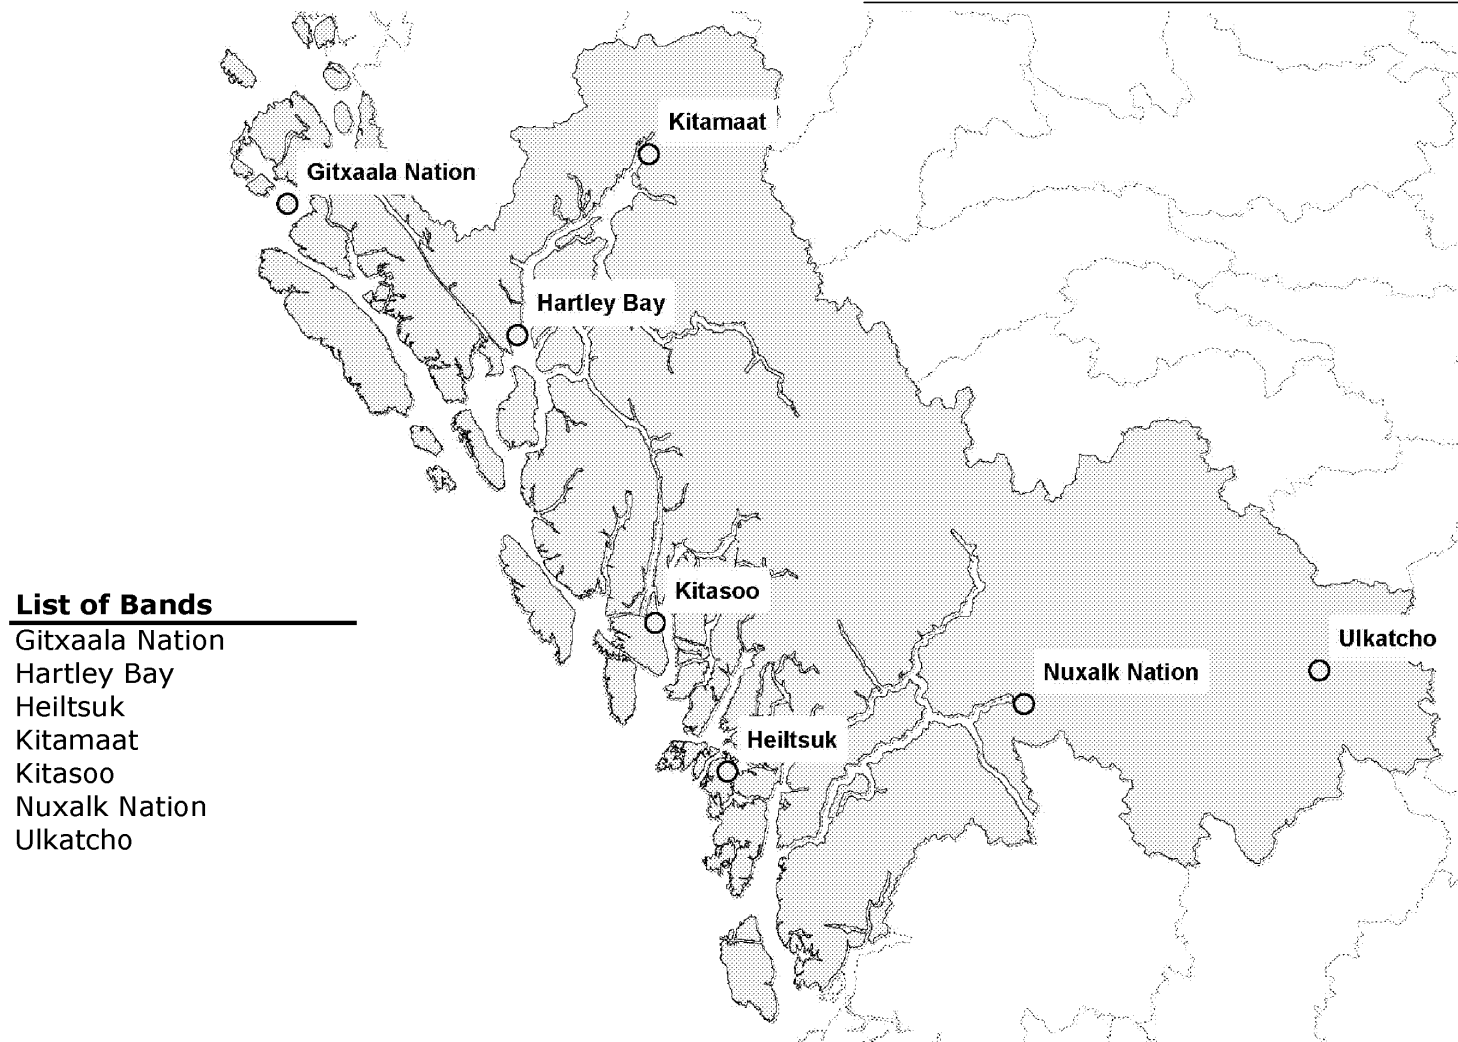 Kitamaat
Gitxaala Nation
Hartley Bay
Kitasoo
Ulkatcho
Nuxalk Nation
Heiltsuk
List of Bands
Gitxaala Nation
Hartley Bay
Heiltsuk
Kitamaat
Kitasoo
Nuxalk Nation
Ulkatcho